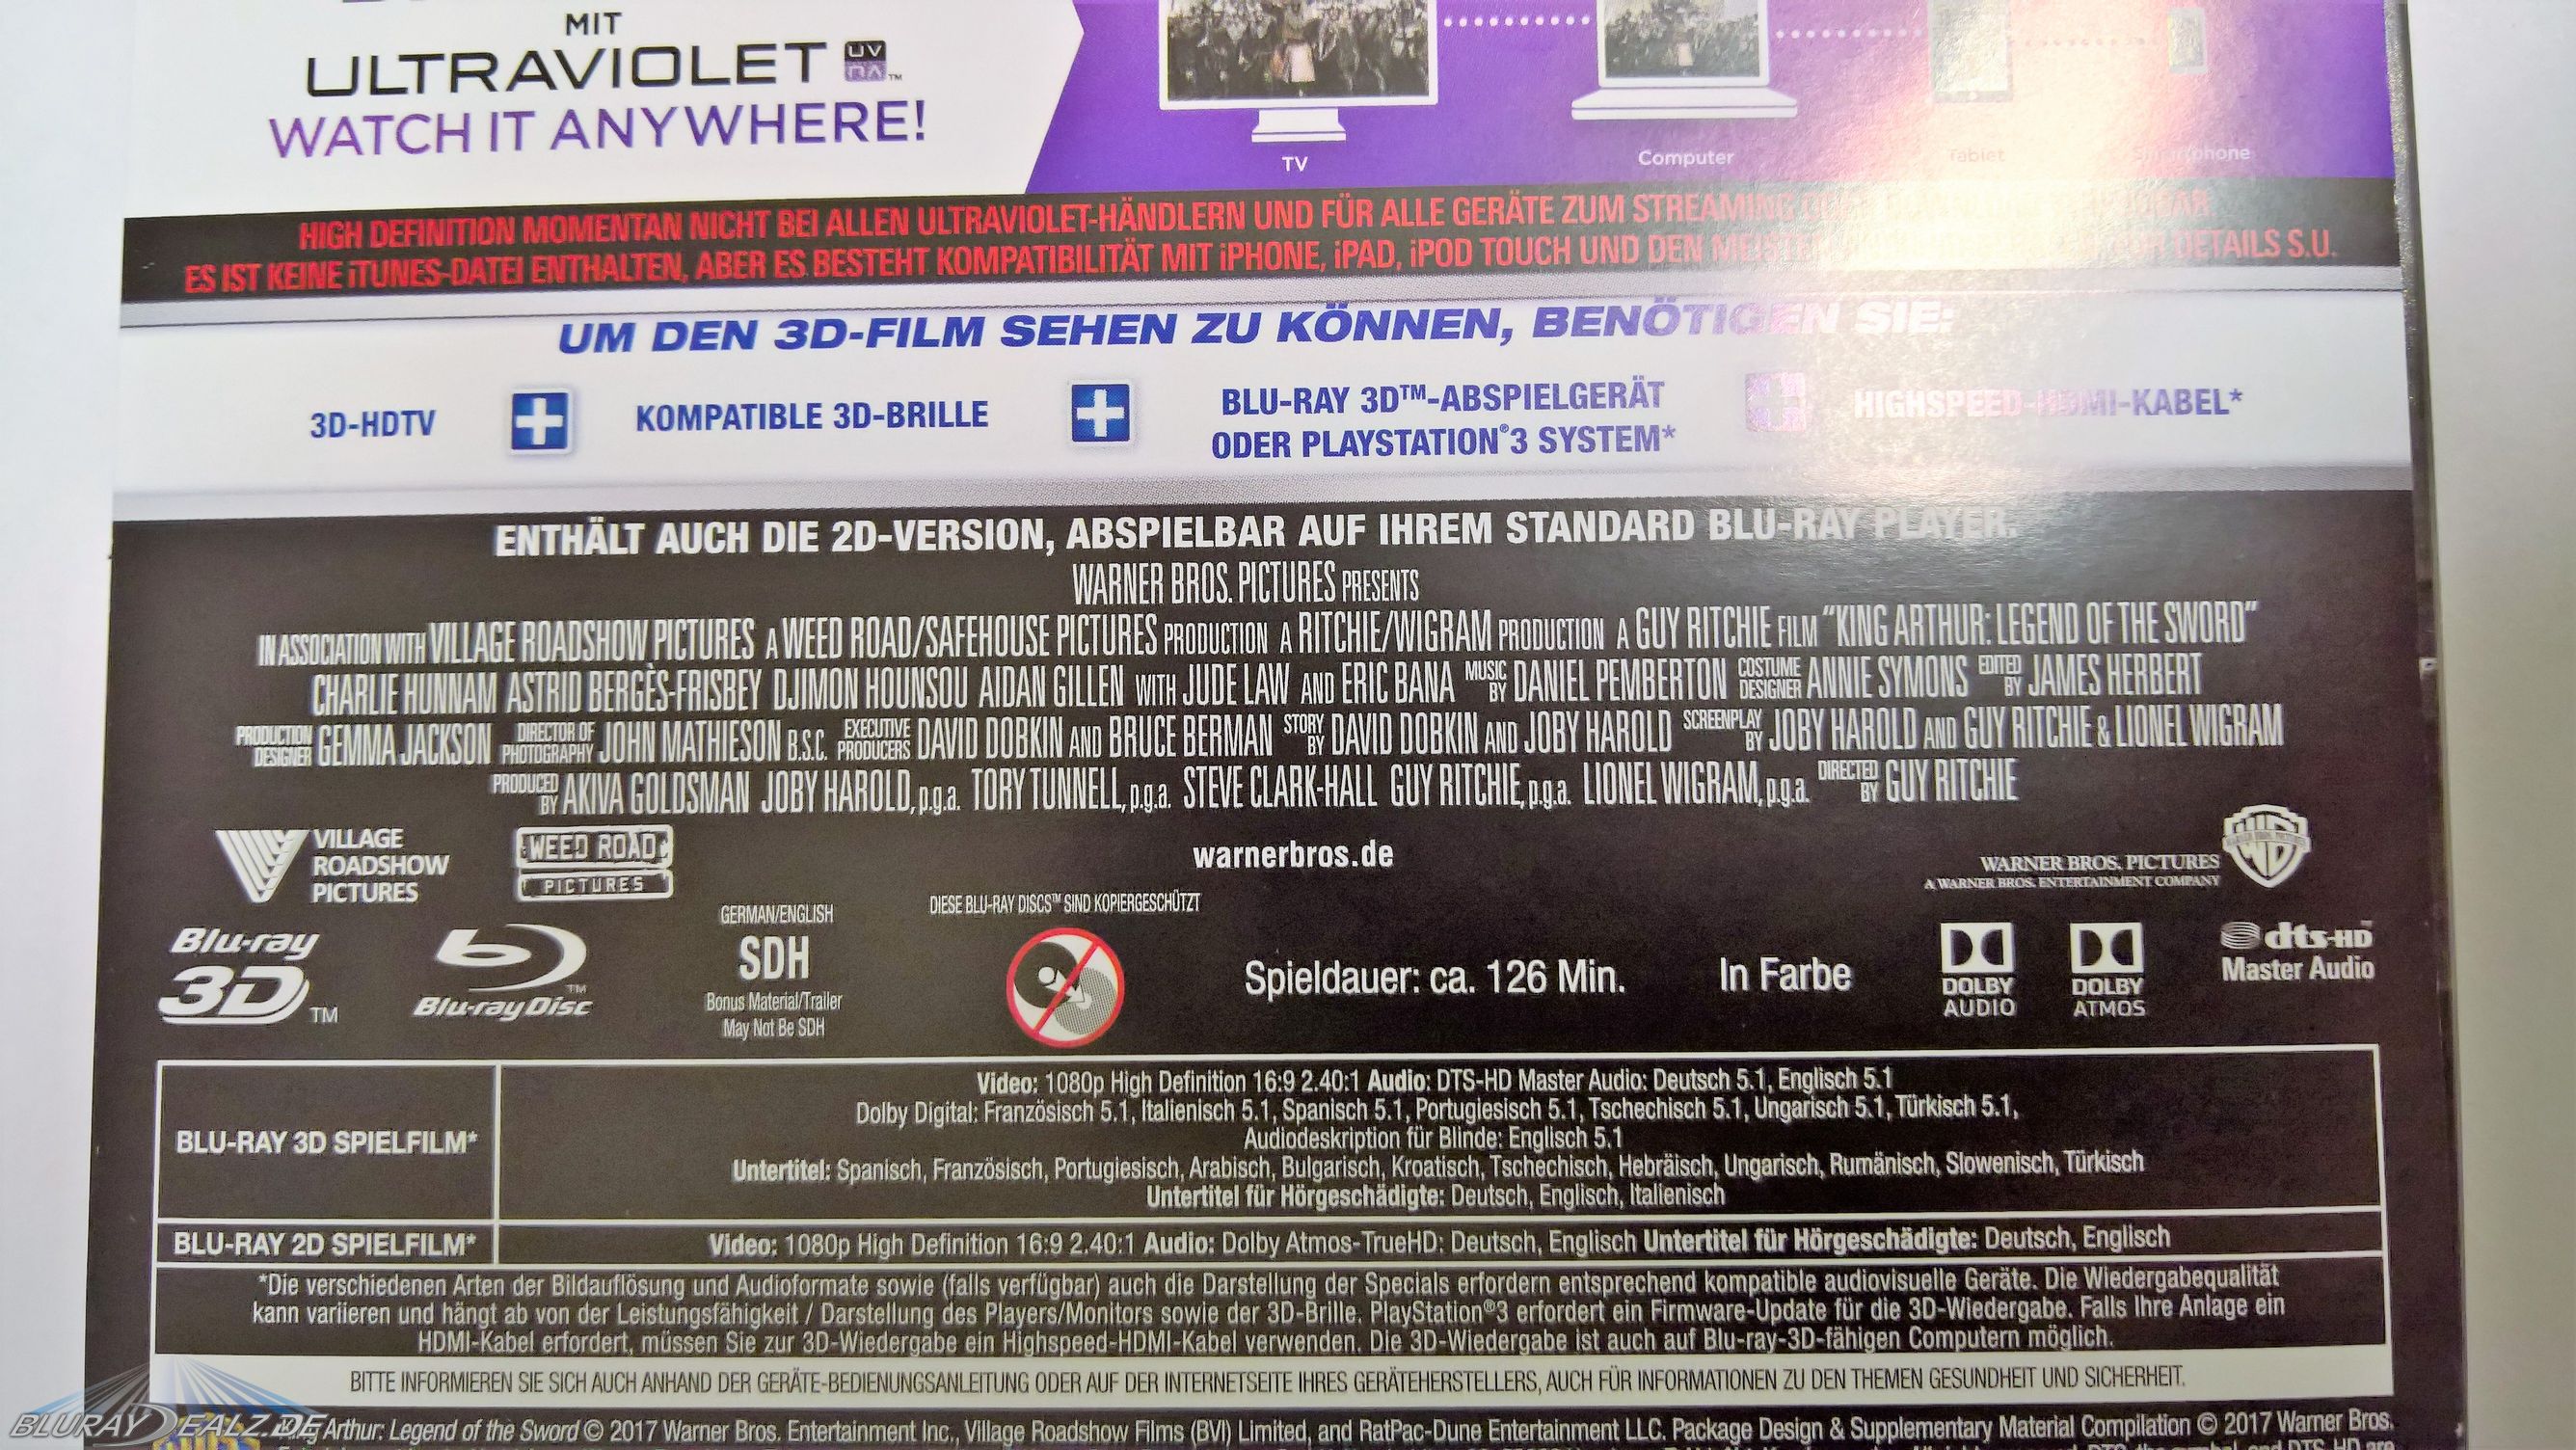 MIT
ULTRAVIOLET UV
WATCH IT ANYWHERE!
TV
Computer
Tablet
Smartphone
HIGH DEFINITION MOMENTAN NICHT BEI ALLEN ULTRAVIOLET-HÄNDLERN UND FÜR ALLE GERÄTE ZUM STREAMING
ES IST KEINE iTUNES-DATEI ENTHALTEN, ABER ES BESTEHT KOMPATIBILITÄT MIT iPHONE, iPAD, iPOD TOUCH UND DEN MEISTEN DETAILS S.U.
UM DEN 3D-FILM SEHEN ZU KÖNNEN, BENÖTIGEN SIE:
3D-HDTV + KOMPATIBLE 3D-BRILLE + BLU-RAY 3D™-ABSPIELGERÄT + HIGHSPEED-HDMI-KABEL*
ODER PLAYSTATION®3 SYSTEM*
ENTHÄLT AUCH DIE 2D-VERSION, ABSPIELBAR AUF IHREM STANDARD BLU-RAY PLAYER.
WARNER BROS. PICTURES PRESENTS
IN ASSOCIATION WITH VILLAGE ROADSHOW PICTURES A WEED ROAD/SAFEHOUSE PICTURES PRODUCTION A RITCHIE/WIGRAM PRODUCTION A GUY RITCHIE FILM “KING ARTHUR: LEGEND OF THE SWORD”
CHARLIE HUNNAM ASTRID BERGÈS-FRISBEY DJIMON HOUNSOU AIDAN GILLEN WITH JUDE LAW AND ERIC BANA MUSIC BY DANIEL PEMBERTON COSTUME DESIGNER ANNIE SYMONS EDITED BY JAMES HERBERT
PRODUCTION DESIGNER GEMMA JACKSON DIRECTOR OF PHOTOGRAPHY JOHN MATHIESON B.S.C. EXECUTIVE PRODUCERS DAVID DOBKIN AND BRUCE BERMAN STORY BY DAVID DOBKIN AND JOBY HAROLD SCREENPLAY BY JOBY HAROLD AND GUY RITCHIE & LIONEL WIGRAM
PRODUCED BY AKIVA GOLDSMAN JOBY HAROLD, p.g.a. TORY TUNNELL, p.g.a. STEVE CLARK-HALL GUY RITCHIE, p.g.a. LIONEL WIGRAM, p.g.a. DIRECTED BY GUY RITCHIE
VILLAGE
ROADSHOW
PICTURES
WEED ROAD
PICTURES
warnerbros.de
WARNER BROS. PICTURES
A WARNER BROS. ENTERTAINMENT COMPANY
Blu-ray
3D™
Blu-ray Disc™
GERMAN/ENGLISH
SDH
Bonus Material/Trailer
May Not Be SDH
DIESE BLU-RAY DISCS™ SIND KOPIERGESCHÜTZT
Spieldauer: ca. 126 Min.
In Farbe
DOLBY
AUDIO
DOLBY
ATMOS
dts-HD™
Master Audio
BLU-RAY 3D SPIELFILM*
Video: 1080p High Definition 16:9 2.40:1 Audio: DTS-HD Master Audio: Deutsch 5.1, Englisch 5.1
Dolby Digital: Französisch 5.1, Italienisch 5.1, Spanisch 5.1, Portugiesisch 5.1, Tschechisch 5.1, Ungarisch 5.1, Türkisch 5.1,
Audiodeskription für Blinde: Englisch 5.1
Untertitel: Spanisch, Französisch, Portugiesisch, Arabisch, Bulgarisch, Kroatisch, Tschechisch, Hebräisch, Ungarisch, Rumänisch, Slowenisch, Türkisch
Untertitel für Hörgeschädigte: Deutsch, Englisch, Italienisch
BLU-RAY 2D SPIELFILM*
Video: 1080p High Definition 16:9 2.40:1 Audio: Dolby Atmos-TrueHD: Deutsch, Englisch Untertitel für Hörgeschädigte: Deutsch, Englisch
*Die verschiedenen Arten der Bildauflösung und Audioformate sowie (falls verfügbar) auch die Darstellung der Specials erfordern entsprechend kompatible audiovisuelle Geräte. Die Wiedergabequalität
kann variieren und hängt ab von der Leistungsfähigkeit / Darstellung des Players/Monitors sowie der 3D-Brille. PlayStation®3 erfordert ein Firmware-Update für die 3D-Wiedergabe. Falls Ihre Anlage ein
HDMI-Kabel erfordert, müssen Sie zur 3D-Wiedergabe ein Highspeed-HDMI-Kabel verwenden. Die 3D-Wiedergabe ist auch auf Blu-ray-3D-fähigen Computern möglich.
BITTE INFORMIEREN SIE SICH AUCH ANHAND DER GERÄTE-BEDIENUNGSANLEITUNG ODER AUF DER INTERNETSEITE IHRES GERÄTEHERSTELLERS, AUCH FÜR INFORMATIONEN ZU DEN THEMEN GESUNDHEIT UND SICHERHEIT.
BLURAYDEALZ.DE
Arthur: Legend of the Sword © 2017 Warner Bros. Entertainment Inc., Village Roadshow Films (BVI) Limited, and RatPac-Dune Entertainment LLC. Package Design & Supplementary Material Compilation © 2017 Warner Bros.